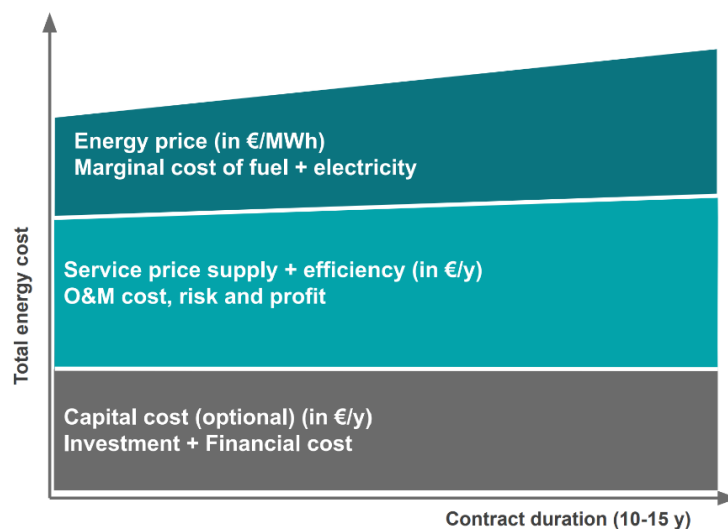 Total energy cost
Energy price (in €/MWh)
Marginal cost of fuel + electricity
Service price supply + efficiency (in €/y)
O&M cost, risk and profit
Capital cost (optional) (in €/y)
Investment + Financial cost
Contract duration (10-15 y)